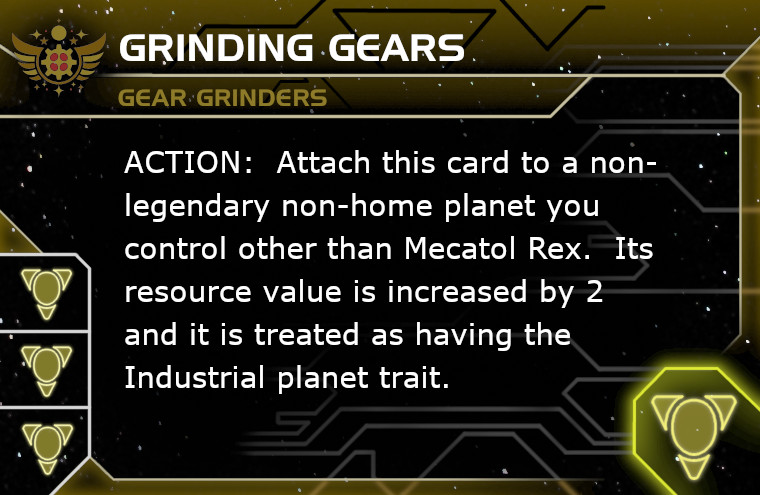 GRINDING GEARS
GEAR GRINDERS
ACTION:  Attach this card to a non-
legendary non-home planet you
control other than Mecatol Rex.  Its
resource value is increased by 2
and it is treated as having the
Industrial planet trait.